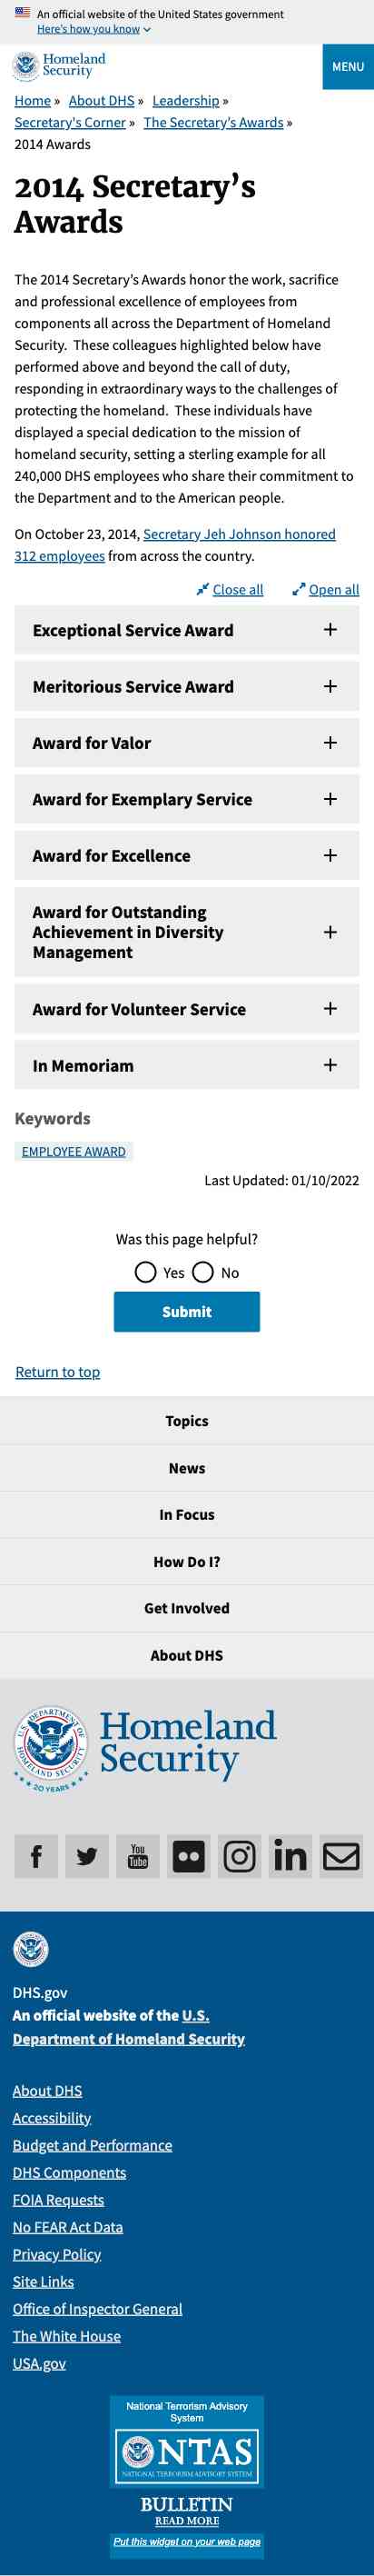 An official website of the United States government
Here's how you know
Homeland
Security
MENU
Home » About DHS » Leadership »
Secretary's Corner » The Secretary’s Awards »
2014 Awards
2014 Secretary’s
Awards
The 2014 Secretary’s Awards honor the work, sacrifice
and professional excellence of employees from
components all across the Department of Homeland
Security.  These colleagues highlighted below have
performed above and beyond the call of duty,
responding in extraordinary ways to the challenges of
protecting the homeland.  These individuals have
displayed a special dedication to the mission of
homeland security, setting a sterling example for all
240,000 DHS employees who share their commitment to
the Department and to the American people.
On October 23, 2014, Secretary Jeh Johnson honored
312 employees from across the country.
Close all Open all
Exceptional Service Award
Meritorious Service Award
Award for Valor
Award for Exemplary Service
Award for Excellence
Award for Outstanding
Achievement in Diversity
Management
Award for Volunteer Service
In Memoriam
Keywords
EMPLOYEE AWARD
Last Updated: 01/10/2022
Was this page helpful?
Yes No
Submit
Return to top
Topics
News
In Focus
How Do I?
Get Involved
About DHS
U.S. DEPARTMENT OF HOMELAND SECURITY
20 YEARS
Homeland
Security
You
Tube
in
DHS.gov
An official website of the U.S.
Department of Homeland Security
About DHS
Accessibility
Budget and Performance
DHS Components
FOIA Requests
No FEAR Act Data
Privacy Policy
Site Links
Office of Inspector General
The White House
USA.gov
National Terrorism Advisory
System
NTAS
NATIONAL TERRORISM ADVISORY SYSTEM
BULLETIN
READ MORE
Put this widget on your web page